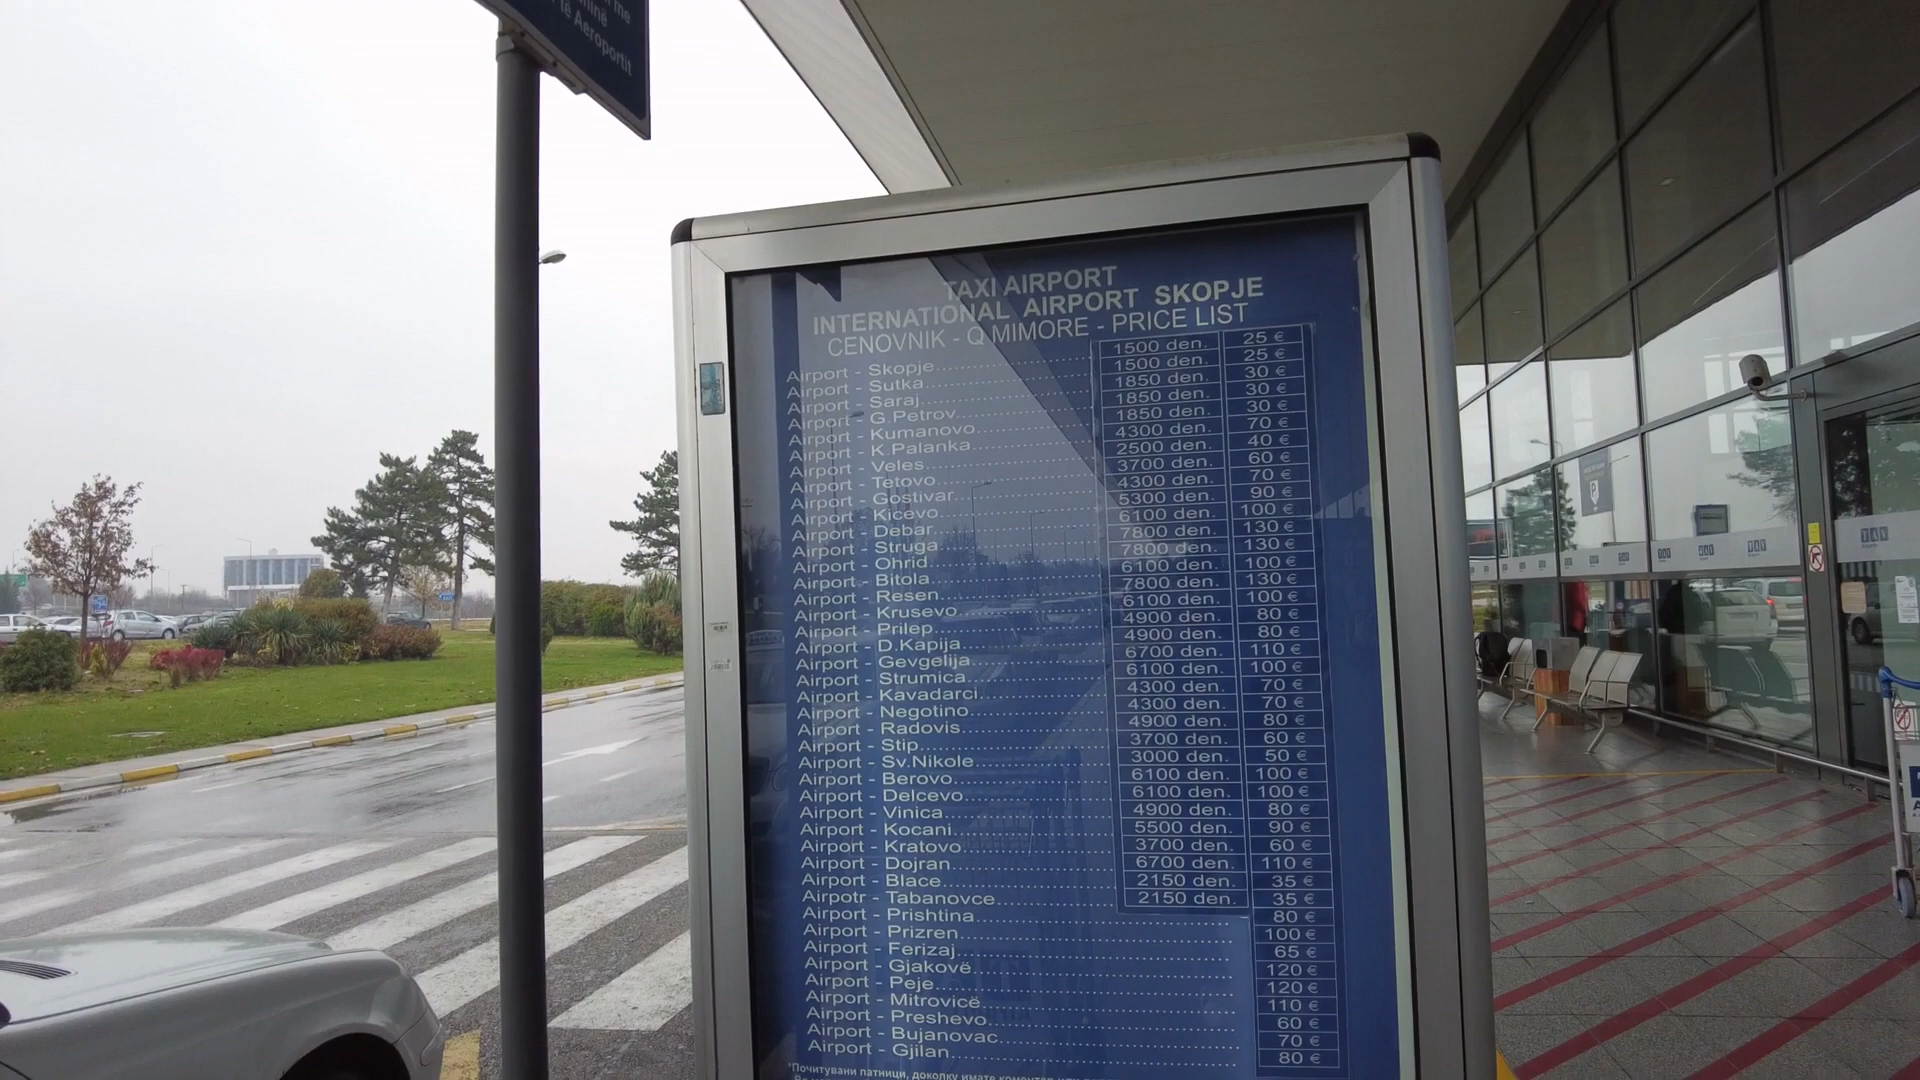 të Aeroportit
TAXI AIRPORT
INTERNATIONAL AIRPORT SKOPJE
CENOVNIK - Q MIMORE - PRICE LIST
Airport - Skopje 1500 den. 25 €
Airport - Sutka 1500 den. 25 €
Airport - Saraj 1850 den. 30 €
Airport - G.Petrov 1850 den. 30 €
Airport - Kumanovo 1850 den. 30 €
Airport - K.Palanka 4300 den. 70 €
Airport - Veles 2500 den. 40 €
Airport - Tetovo 3700 den. 60 €
Airport - Gostivar 4300 den. 70 €
Airport - Kicevo 5300 den. 90 €
Airport - Debar 6100 den. 100 €
Airport - Struga 7800 den. 130 €
Airport - Ohrid 7800 den. 130 €
Airport - Bitola 6100 den. 100 €
Airport - Resen 7800 den. 130 €
Airport - Krusevo 6100 den. 100 €
Airport - Prilep 4900 den. 80 €
Airport - D.Kapija 4900 den. 80 €
Airport - Gevgelija 6700 den. 110 €
Airport - Strumica 6100 den. 100 €
Airport - Kavadarci 4300 den. 70 €
Airport - Negotino 4300 den. 70 €
Airport - Radovis 4900 den. 80 €
Airport - Stip 3700 den. 60 €
Airport - Sv.Nikole 3000 den. 50 €
Airport - Berovo 6100 den. 100 €
Airport - Delcevo 6100 den. 100 €
Airport - Vinica 4900 den. 80 €
Airport - Kocani 5500 den. 90 €
Airport - Kratovo 3700 den. 60 €
Airport - Dojran 6700 den. 110 €
Airport - Blace 2150 den. 35 €
Airpotr - Tabanovce 2150 den. 35 €
Airport - Prishtina 80 €
Airport - Prizren 100 €
Airport - Ferizaj 65 €
Airport - Gjakovë 120 €
Airport - Peje 120 €
Airport - Mitrovicë 110 €
Airport - Preshevo 60 €
Airport - Bujanovac 70 €
Airport - Gjilan 80 €
*Почитувани патници, доколку имате коментар
TAV
TAV